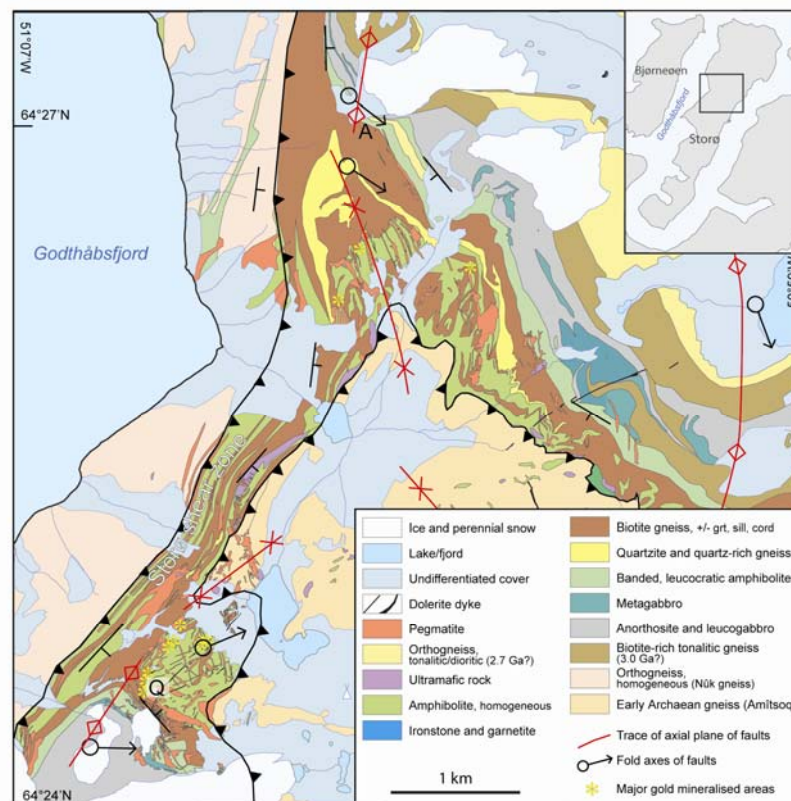 51°07'W
64°27'N
A
Godthåbsfjord
Bjørneøen
Godthåbsfjord
Storø
Storø shear zone
Q
64°24'N
Ice and perennial snow
Lake/fjord
Undifferentiated cover
Dolerite dyke
Pegmatite
Orthogneiss,
tonalitic/dioritic (2.7 Ga?)
Ultramafic rock
Amphibolite, homogeneous
Ironstone and garnetite
Biotite gneiss, +/- grt, sill, cord
Quartzite and quartz-rich gneiss
Banded, leucocratic amphibolite
Metagabbro
Anorthosite and leucogabbro
Biotite-rich tonalitic gneiss
(3.0 Ga?)
Orthogneiss,
homogeneous (Nûk gneiss)
Early Archaean gneiss (Amîtsoq)
Trace of axial plane of faults
Fold axes of faults
Major gold mineralised areas
1 km